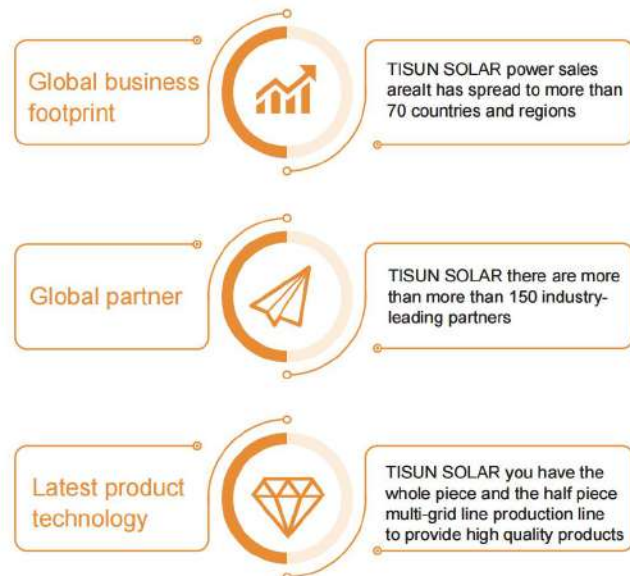 Global business
footprint
TISUN SOLAR power sales
arealt has spread to more than
70 countries and regions
Global partner
TISUN SOLAR there are more
than more than 150 industry-
leading partners
Latest product
technology
TISUN SOLAR you have the
whole piece and the half piece
multi-grid line production line
to provide high quality products